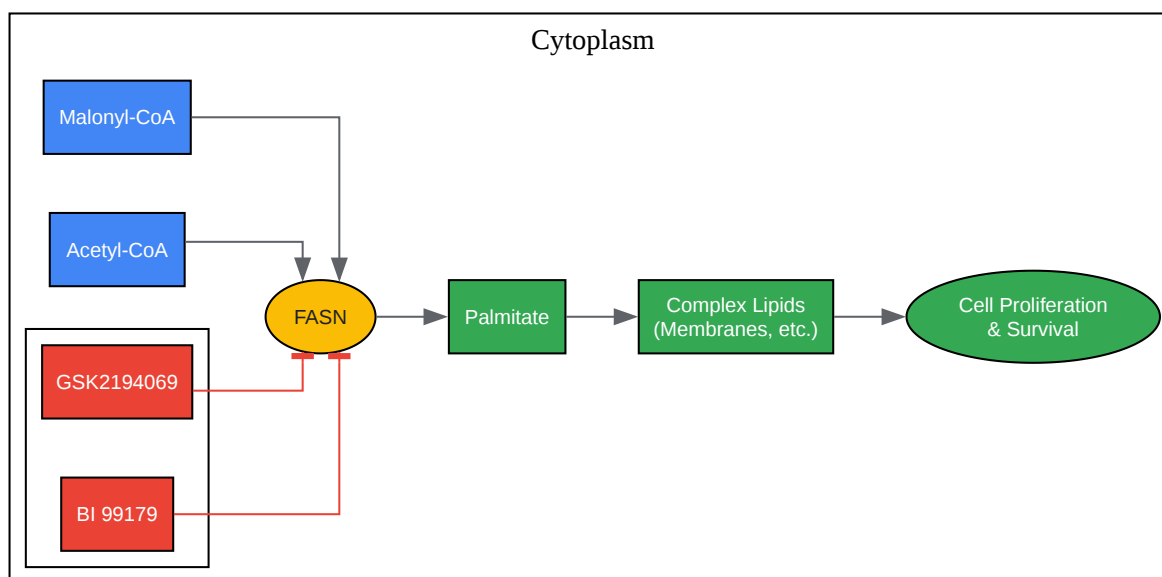 Cytoplasm
Malonyl-CoA
Acetyl-CoA
FASN
Palmitate
Complex Lipids
(Membranes, etc.)
Cell Proliferation
& Survival
GSK2194069
BI 99179